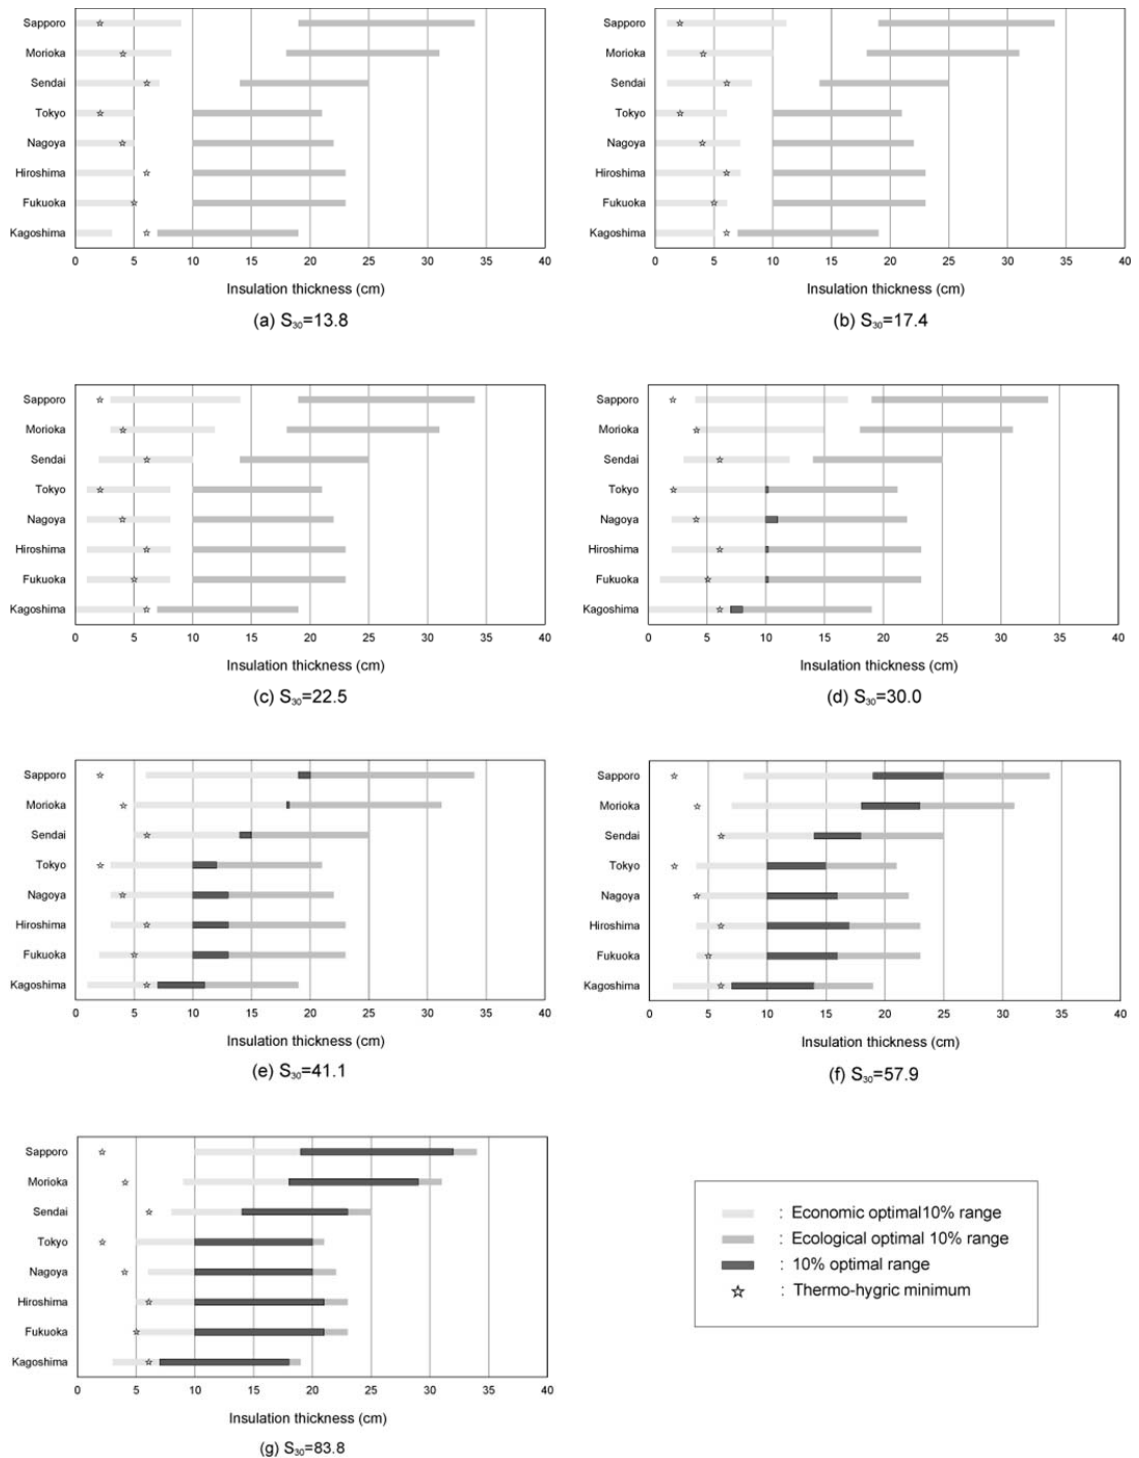 Sapporo
Morioka
Sendai
Tokyo
Nagoya
Hiroshima
Fukuoka
Kagoshima
0 5 10 15 20 25 30 35 40
Insulation thickness (cm)
(a) S₃₀=13.8
Sapporo
Morioka
Sendai
Tokyo
Nagoya
Hiroshima
Fukuoka
Kagoshima
0 5 10 15 20 25 30 35 40
Insulation thickness (cm)
(b) S₃₀=17.4
Sapporo
Morioka
Sendai
Tokyo
Nagoya
Hiroshima
Fukuoka
Kagoshima
0 5 10 15 20 25 30 35 40
Insulation thickness (cm)
(c) S₃₀=22.5
Sapporo
Morioka
Sendai
Tokyo
Nagoya
Hiroshima
Fukuoka
Kagoshima
0 5 10 15 20 25 30 35 40
Insulation thickness (cm)
(d) S₃₀=30.0
Sapporo
Morioka
Sendai
Tokyo
Nagoya
Hiroshima
Fukuoka
Kagoshima
0 5 10 15 20 25 30 35 40
Insulation thickness (cm)
(e) S₃₀=41.1
Sapporo
Morioka
Sendai
Tokyo
Nagoya
Hiroshima
Fukuoka
Kagoshima
0 5 10 15 20 25 30 35 40
Insulation thickness (cm)
(f) S₃₀=57.9
Sapporo
Morioka
Sendai
Tokyo
Nagoya
Hiroshima
Fukuoka
Kagoshima
0 5 10 15 20 25 30 35 40
Insulation thickness (cm)
(g) S₃₀=83.8
: Economic optimal10% range
: Ecological optimal 10% range
: 10% optimal range
: Thermo-hygric minimum